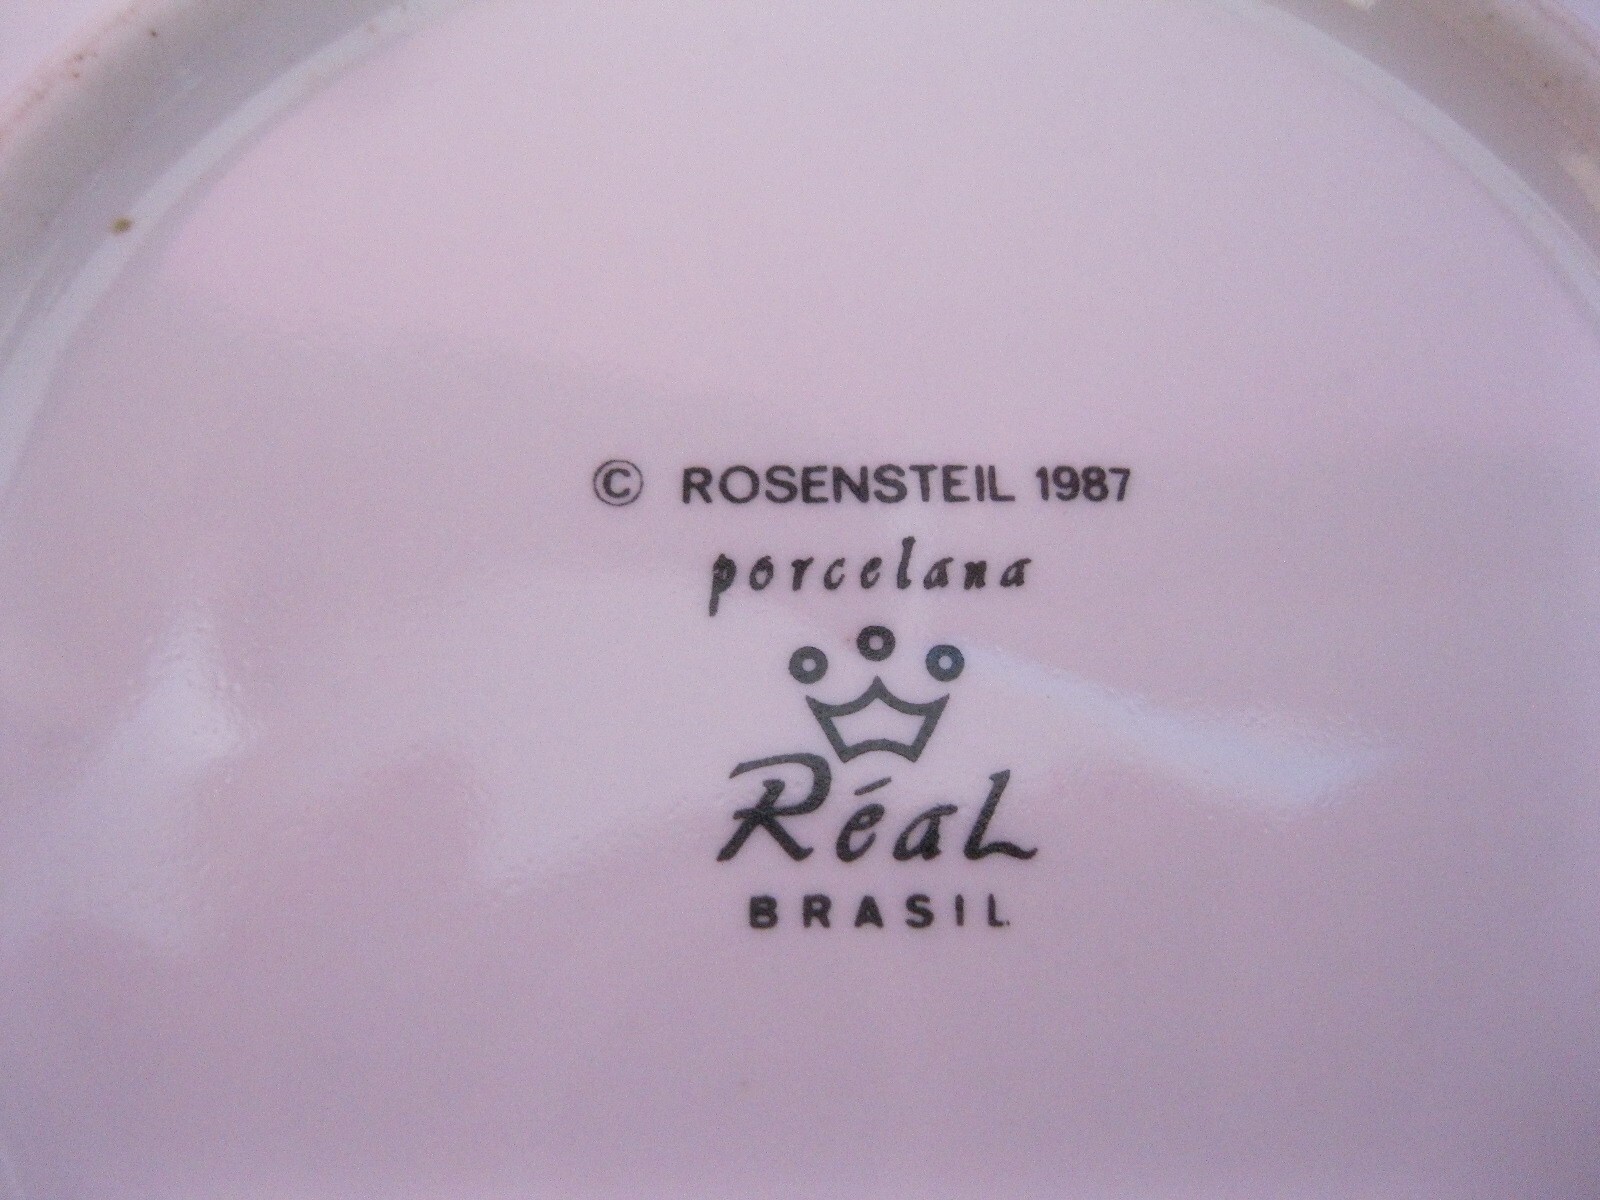 © ROSENSTEIL 1987
porcelana
Réal
BRASIL